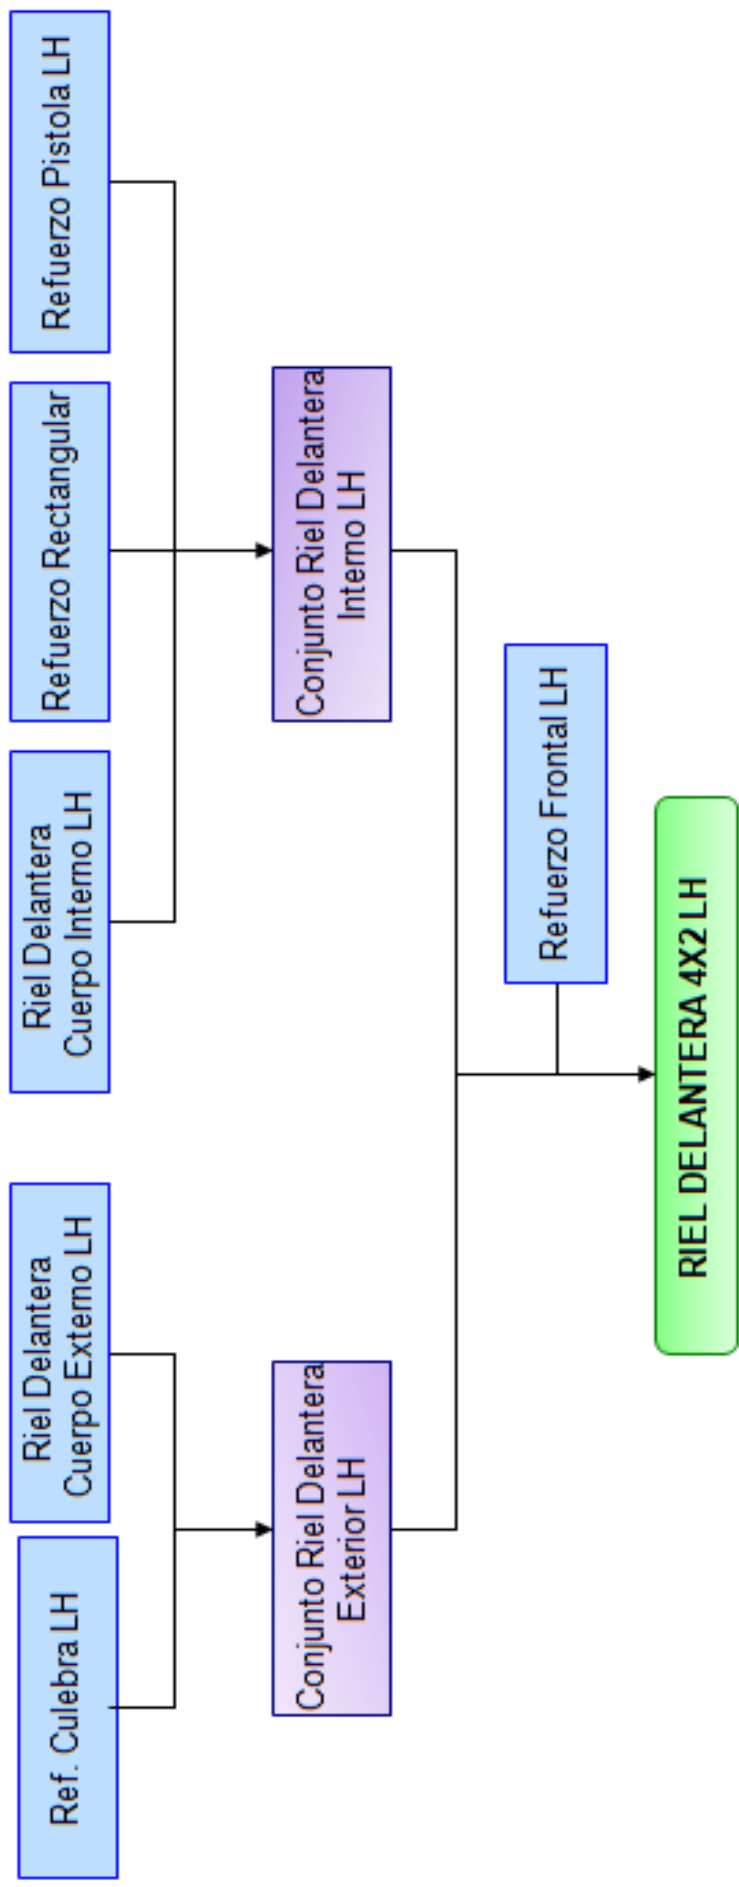 Ref. Culebra LH
Riel Delantera
Cuerpo Externo LH
Riel Delantera
Cuerpo Interno LH
Refuerzo Rectangular
Refuerzo Pistola LH
Conjunto Riel Delantera
Exterior LH
Conjunto Riel Delantera
Interno LH
Refuerzo Frontal LH
RIEL DELANTERA 4X2 LH